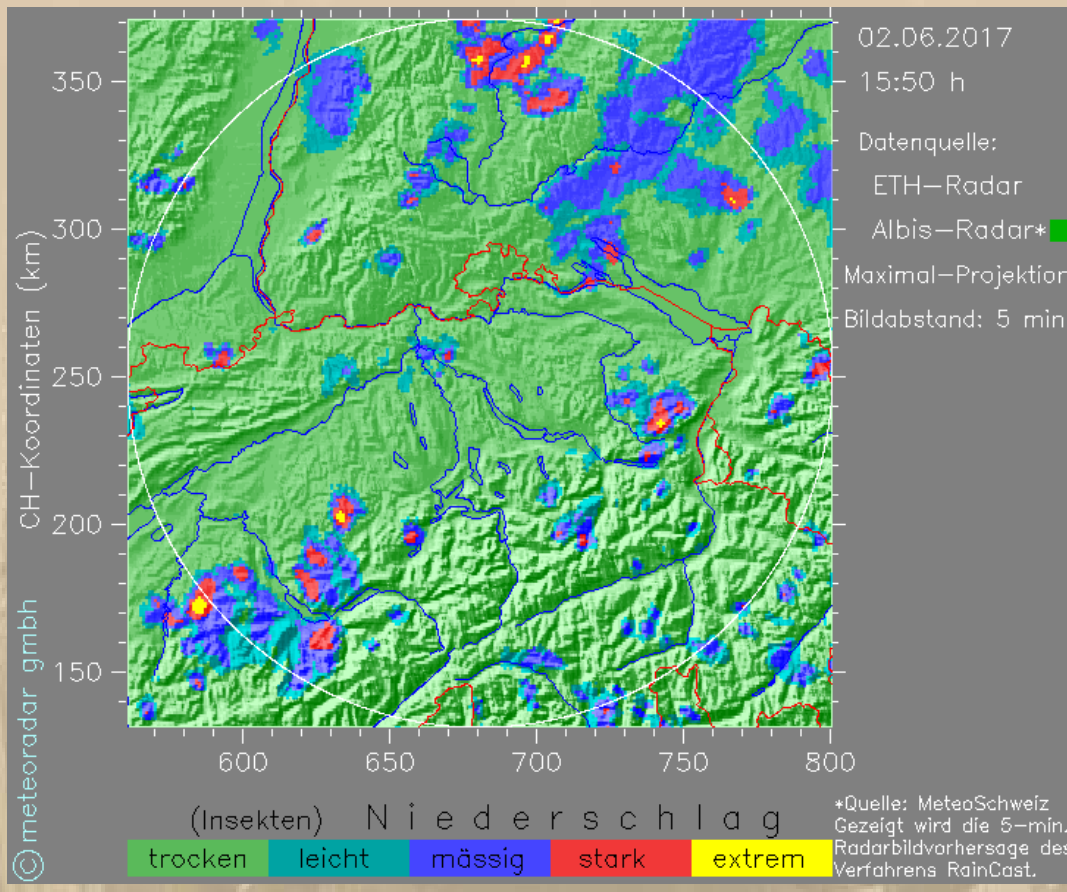 02.06.2017
15:50 h
Datenquelle:
ETH-Radar
Albis-Radar*
Maximal-Projektion
Bildabstand: 5 min
350
300
250
200
150
CH-Koordinaten (km)
©meteoradar gmbh
600 650 700 750 800
(Insekten) Niederschlag
trocken leicht mässig stark extrem
*Quelle: MeteoSchweiz
Gezeigt wird die 5-min.
Radarbildvorhersage des
Verfahrens RainCast.